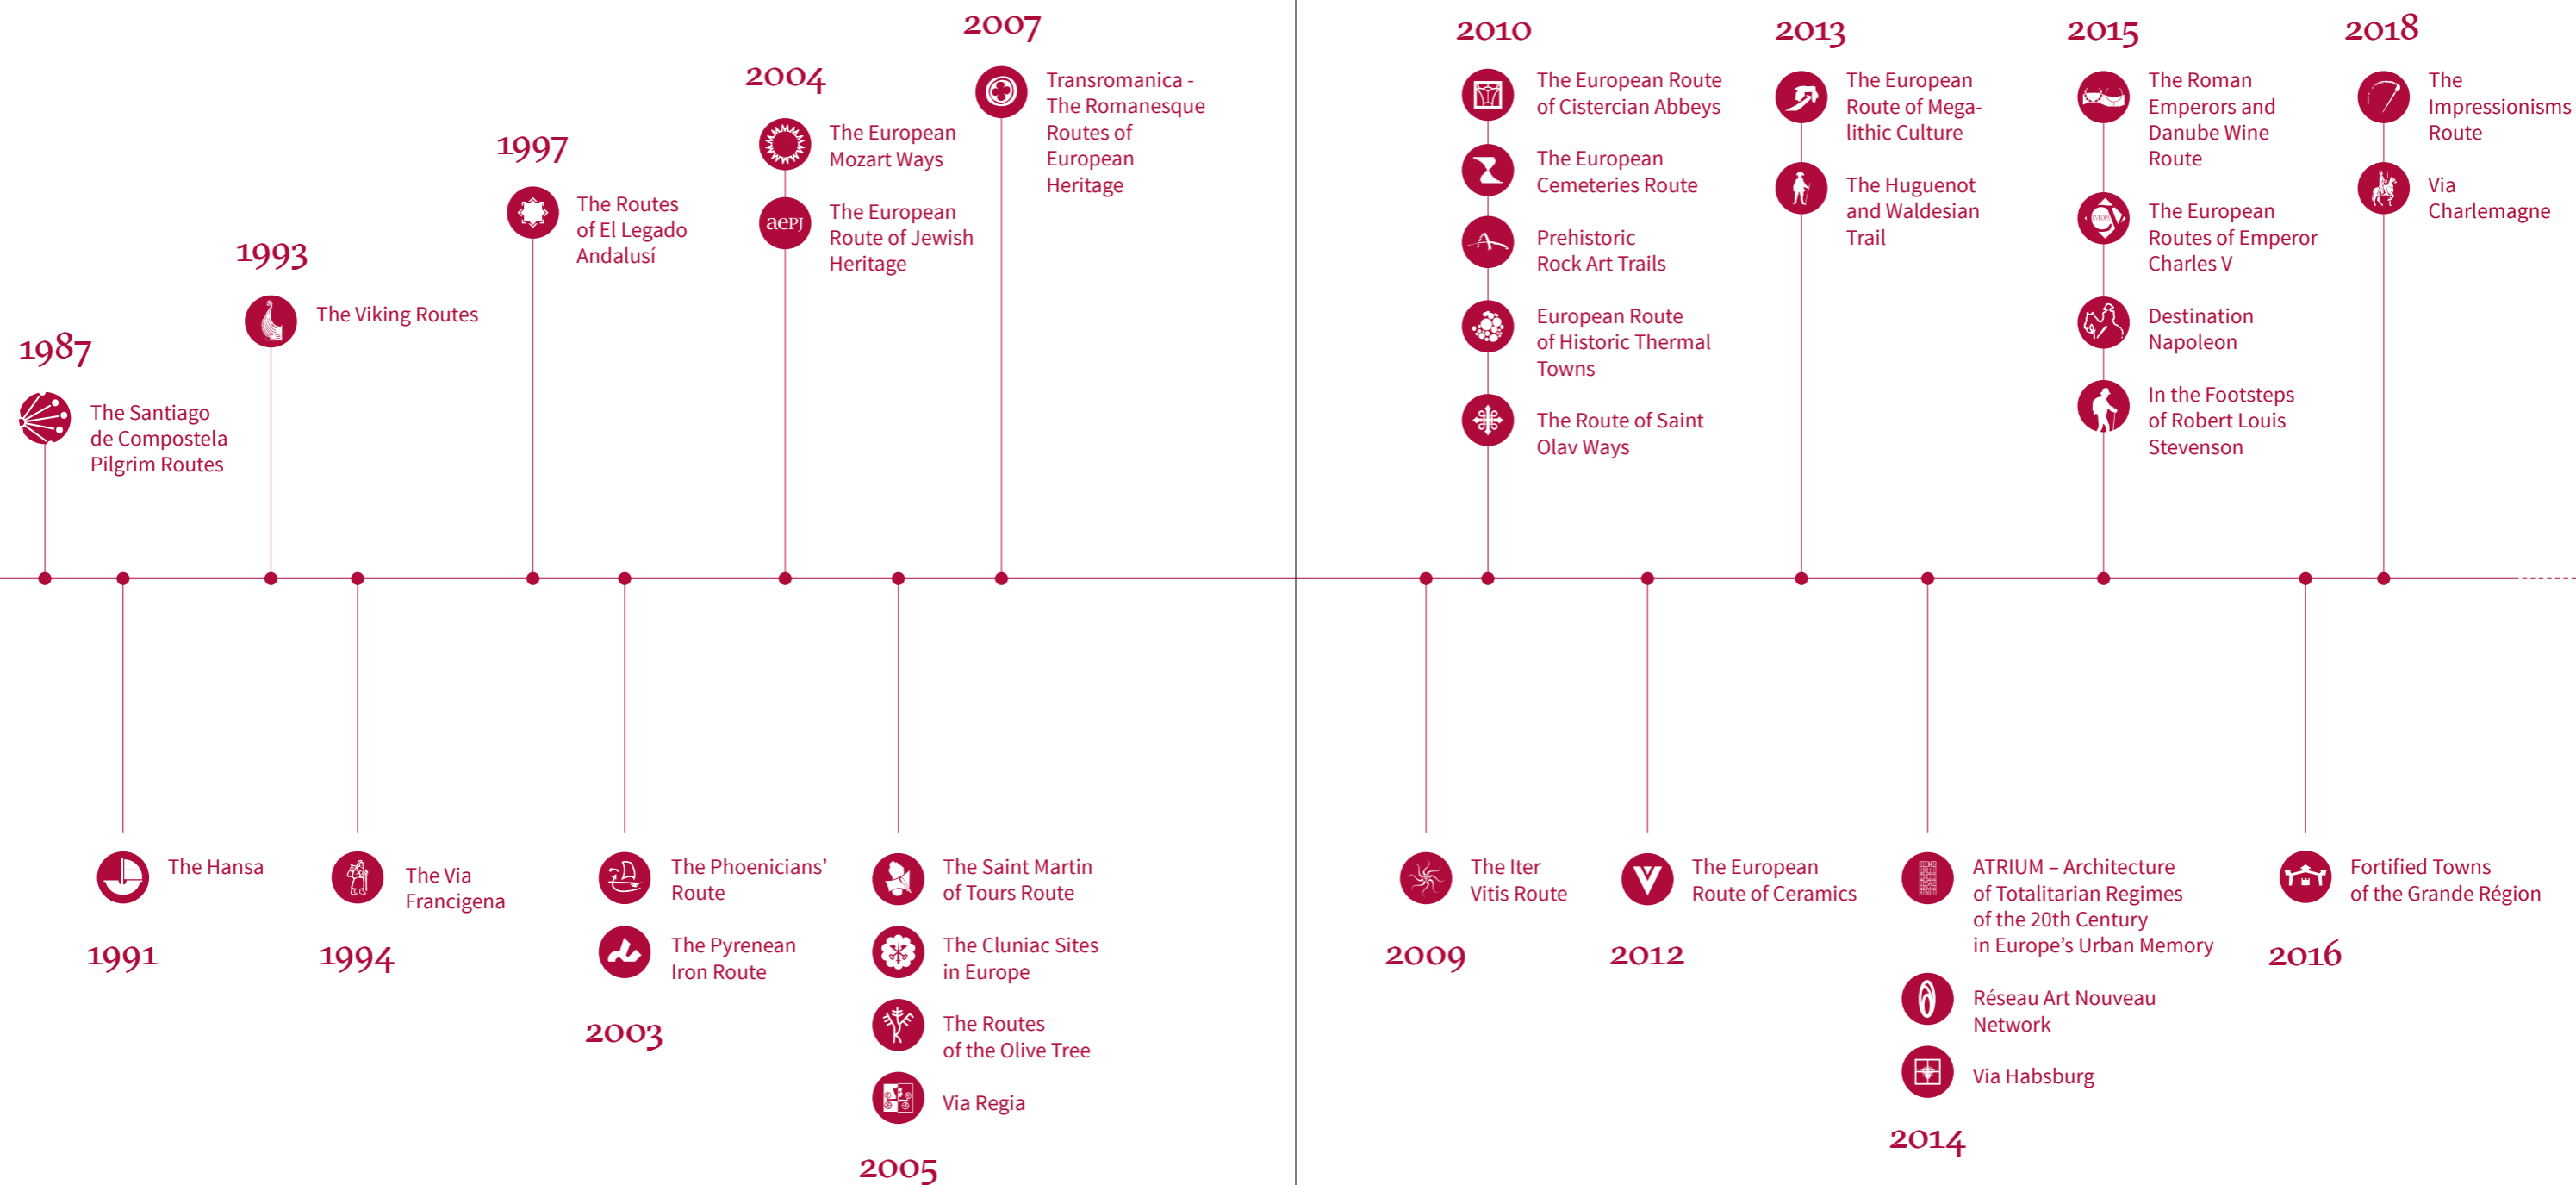 1987
The Santiago
de Compostela
Pilgrim Routes
1991
The Hansa
1993
The Viking Routes
1994
The Via
Francigena
1997
The Routes
of El Legado
Andalusí
2003
The Phoenicians’
Route
The Pyrenean
Iron Route
2004
The European
Mozart Ways
aepj
The European
Route of Jewish
Heritage
2005
The Saint Martin
of Tours Route
The Cluniac Sites
in Europe
The Routes
of the Olive Tree
Via Regia
2007
Transromanica -
The Romanesque
Routes of
European
Heritage
2009
The Iter
Vitis Route
2010
The European Route
of Cistercian Abbeys
The European
Cemeteries Route
Prehistoric
Rock Art Trails
European Route
of Historic Thermal
Towns
The Route of Saint
Olav Ways
2012
The European
Route of Ceramics
2013
The European
Route of Mega-
lithic Culture
The Huguenot
and Waldesian
Trail
2014
ATRIUM – Architecture
of Totalitarian Regimes
of the 20th Century
in Europe’s Urban Memory
Réseau Art Nouveau
Network
Via Habsburg
2015
The Roman
Emperors and
Danube Wine
Route
The European
Routes of Emperor
Charles V
Destination
Napoleon
In the Footsteps
of Robert Louis
Stevenson
2016
Fortified Towns
of the Grande Région
2018
The
Impressionisms
Route
Via
Charlemagne